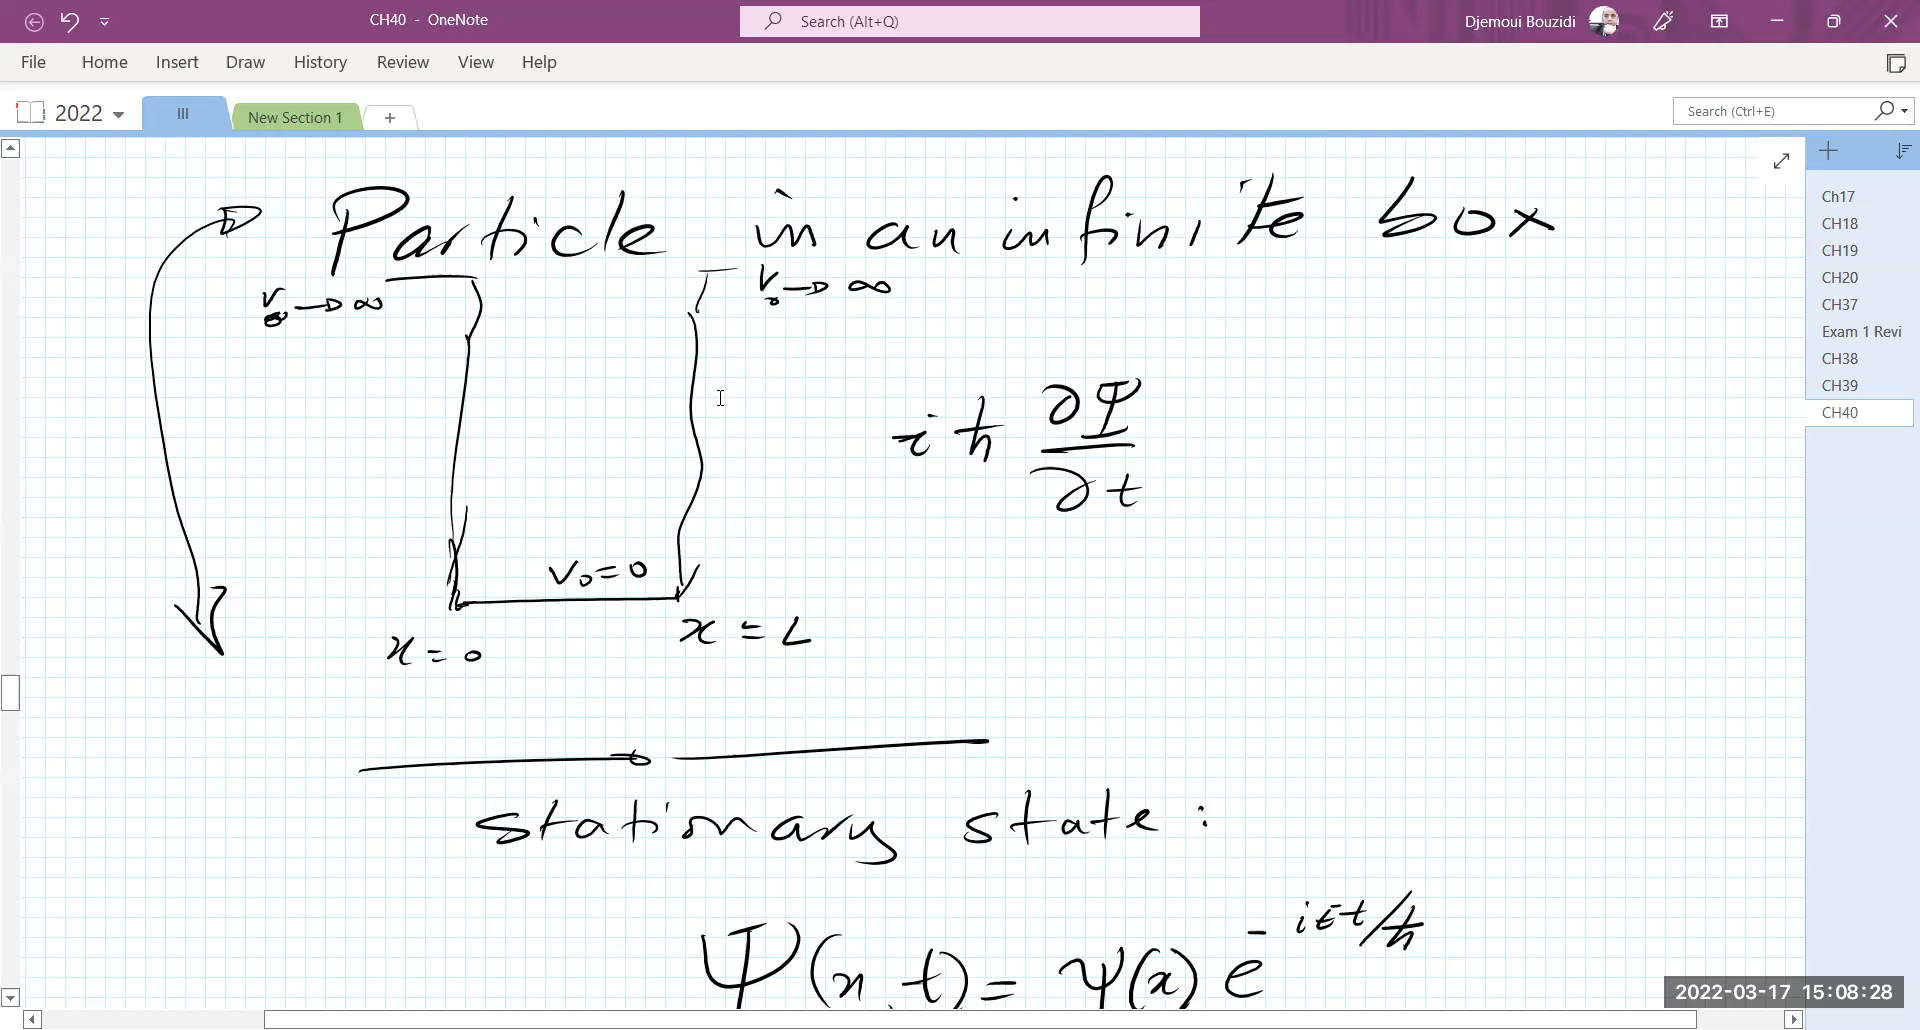 CH40 - OneNote
Search (Alt+Q)
Djemoui Bouzidi
File Home Insert Draw History Review View Help
2022
III
New Section 1
+
Search (Ctrl+E)
Ch17
CH18
CH19
CH20
CH37
Exam 1 Revi
CH38
CH39
CH40
Particle in an infinite box
V₀ → ∞
V₀ → ∞
iħ ∂Ψ/∂t
V₀ = 0
x = 0
x = L
stationary state :
Ψ(x, t) = ψ(x) e^{-iEt/ħ}
2022-03-17 15:08:28